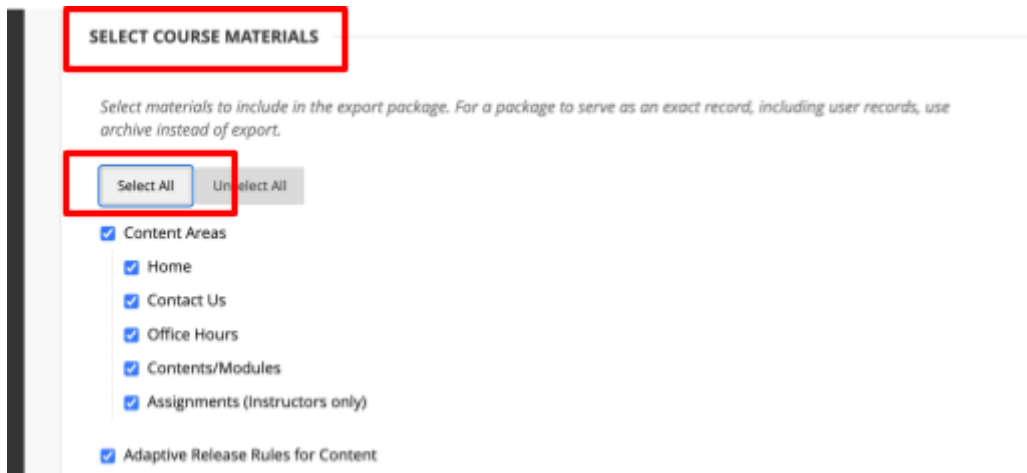 SELECT COURSE MATERIALS
Select materials to include in the export package. For a package to serve as an exact record, including user records, use
archive instead of export.
Select All Unselect All
Content Areas
Home
Contact Us
Office Hours
Contents/Modules
Assignments (Instructors only)
Adaptive Release Rules for Content